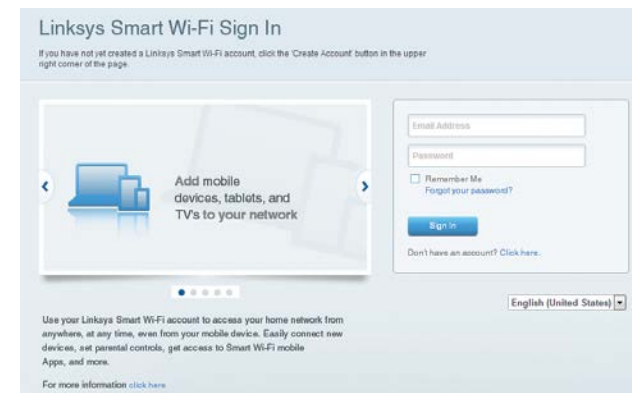 Linksys Smart Wi-Fi Sign In
If you have not yet created a Linksys Smart Wi-Fi account, click the 'Create Account' button in the upper
right corner of the page.
Add mobile
devices, tablets, and
TV's to your network
Email Address
Password
Remember Me
Forgot your password?
Sign In
Don't have an account? Click here.
English (United States)
Use your Linksys Smart Wi-Fi account to access your home network from
anywhere, at any time, even from your mobile device. Easily connect new
devices, set parental controls, get access to Smart Wi-Fi mobile
Apps, and more.
For more information click here